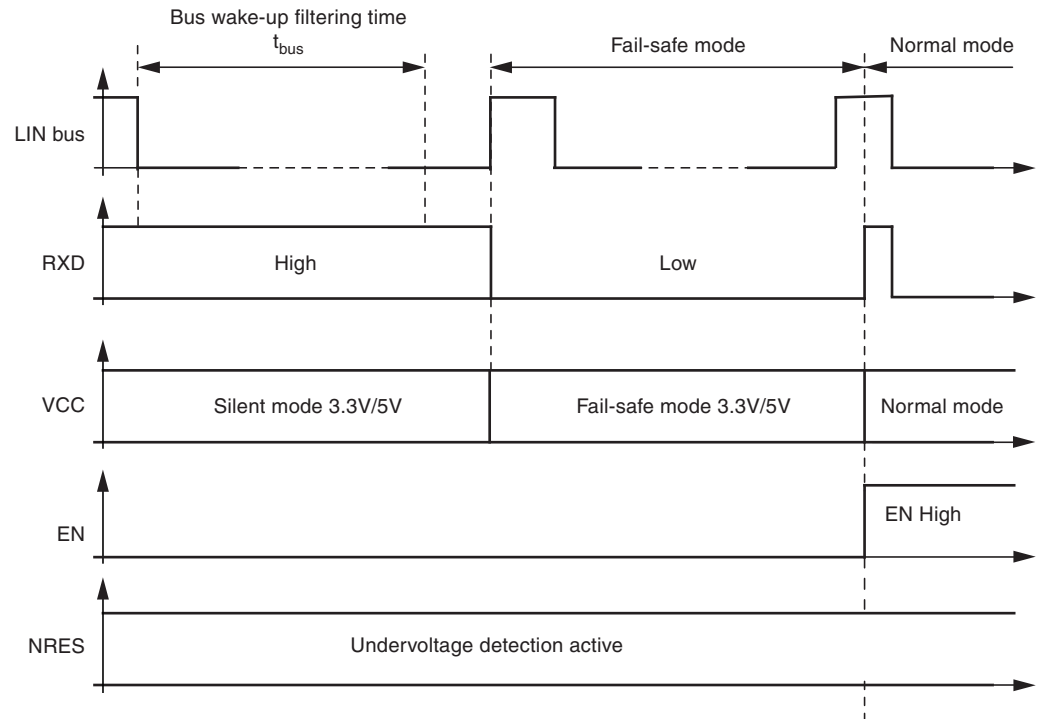 Bus wake-up filtering time
tbus
Fail-safe mode
Normal mode
LIN bus
RXD
High
Low
VCC
Silent mode 3.3V/5V
Fail-safe mode 3.3V/5V
Normal mode
EN
EN High
NRES
Undervoltage detection active